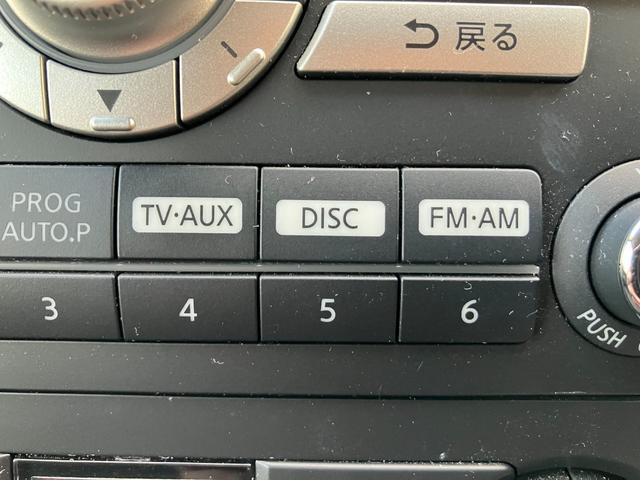 戻る
PROG
AUTO.P
TV·AUX
DISC
FM·AM
3
4
5
6
PUSH